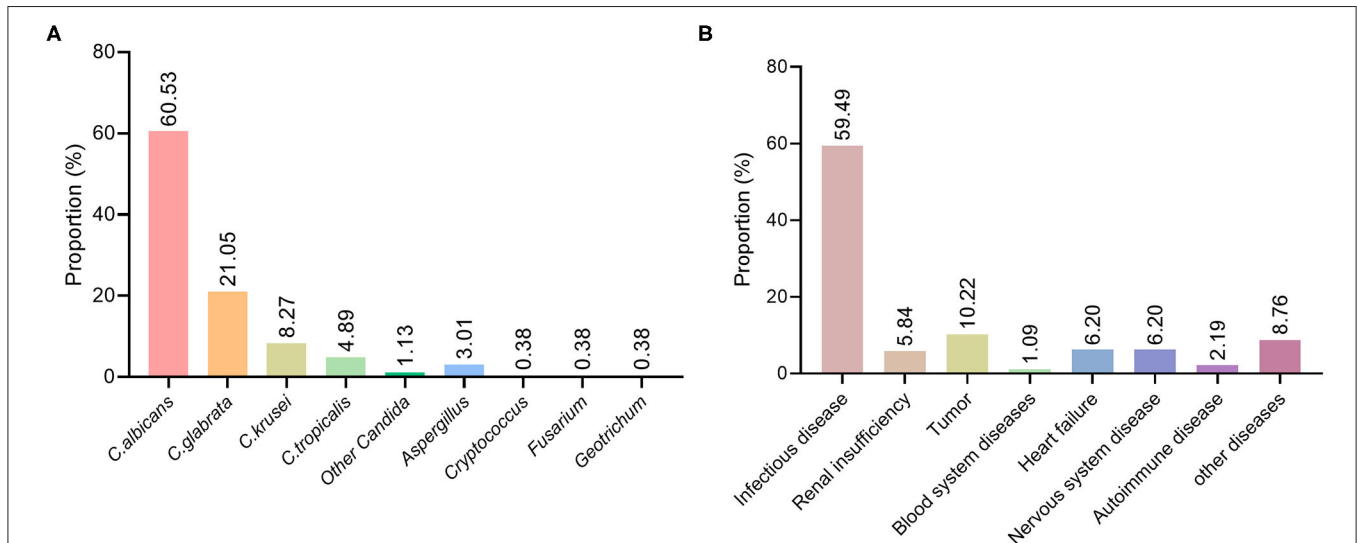 A
Proportion (%)
80
60
40
20
0
60.53
21.05
8.27
4.89
1.13
3.01
0.38
0.38
0.38
C.albicans
C.glabrata
C.krusei
C.tropicalis
Other Candida
Aspergillus
Cryptococcus
Fusarium
Geotrichum
B
Proportion (%)
80
60
40
20
0
59.49
5.84
10.22
1.09
6.20
6.20
2.19
8.76
Infectious disease
Renal insufficiency
Tumor
Blood system diseases
Heart failure
Nervous system disease
Autoimmune disease
other diseases